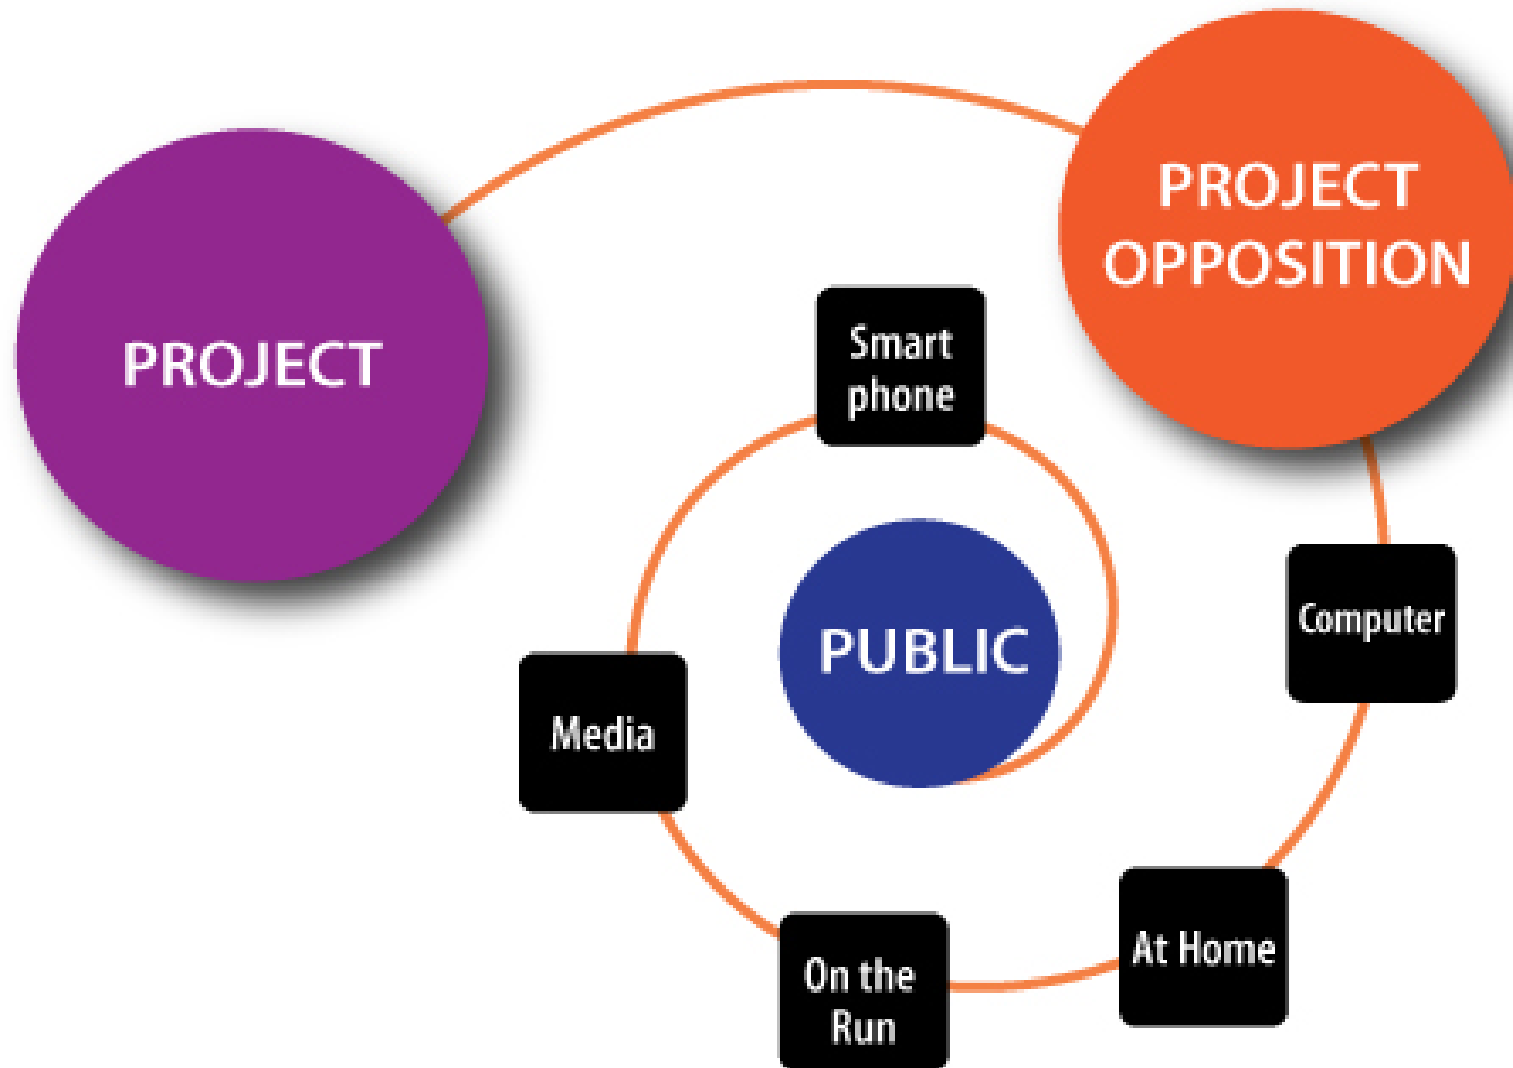 PROJECT
PROJECT
OPPOSITION
Smart
phone
Computer
PUBLIC
Media
At Home
On the
Run